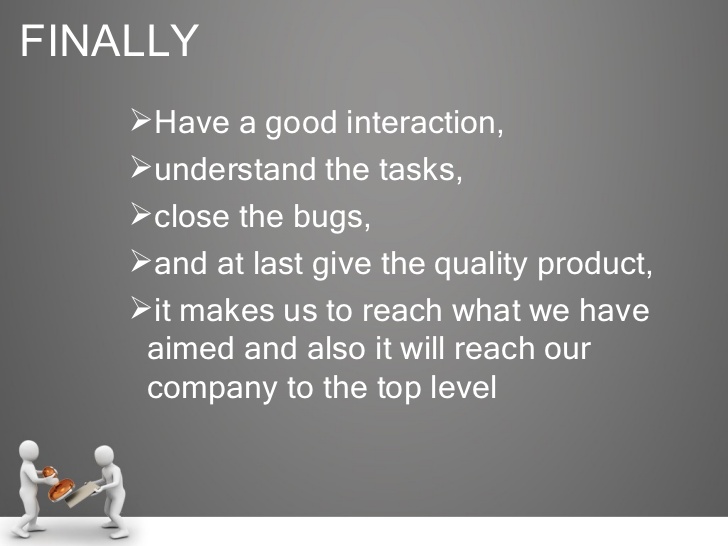 FINALLY
➢Have a good interaction,
➢understand the tasks,
➢close the bugs,
➢and at last give the quality product,
➢it makes us to reach what we have
aimed and also it will reach our
company to the top level